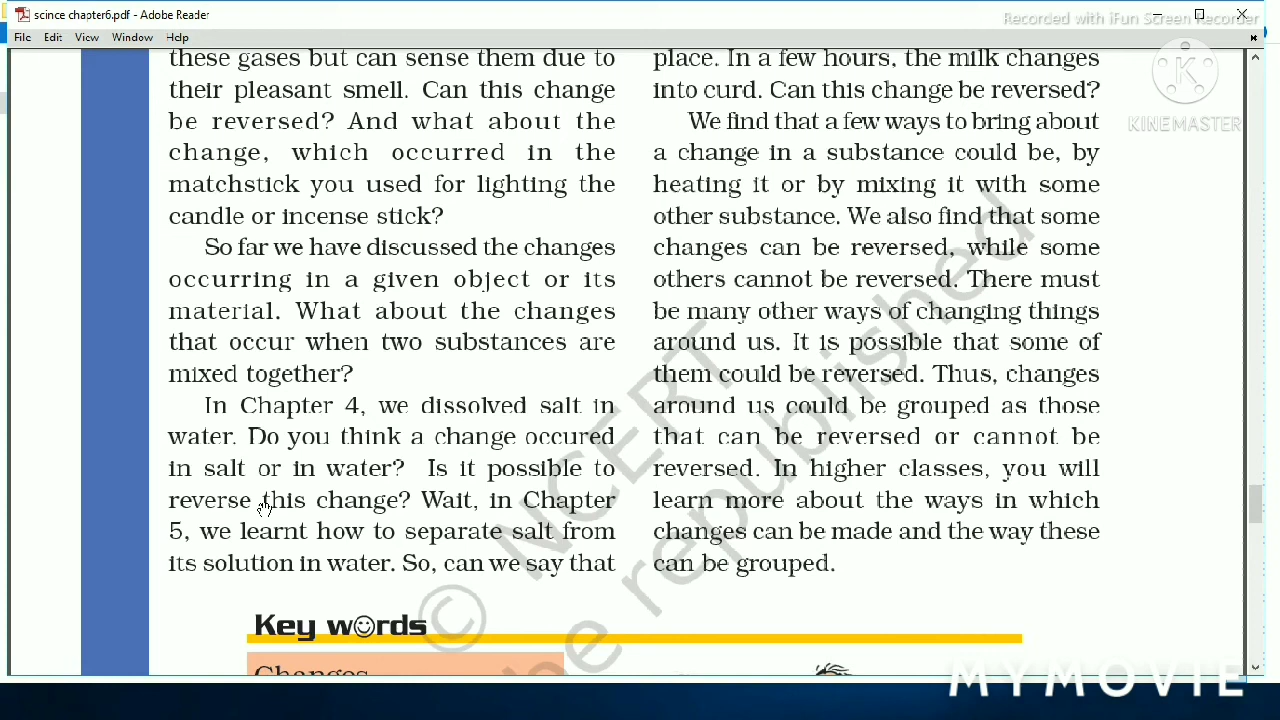 scince chapter6.pdf - Adobe Reader
Recorded with iFun Screen Recorder
File Edit View Window Help
K
KINEMASTER
these gases but can sense them due to
their pleasant smell. Can this change
be reversed? And what about the
change, which occurred in the
matchstick you used for lighting the
candle or incense stick?
So far we have discussed the changes
occurring in a given object or its
material. What about the changes
that occur when two substances are
mixed together?
In Chapter 4, we dissolved salt in
water. Do you think a change occured
in salt or in water? Is it possible to
reverse this change? Wait, in Chapter
5, we learnt how to separate salt from
its solution in water. So, can we say that
place. In a few hours, the milk changes
into curd. Can this change be reversed?
We find that a few ways to bring about
a change in a substance could be, by
heating it or by mixing it with some
other substance. We also find that some
changes can be reversed, while some
others cannot be reversed. There must
be many other ways of changing things
around us. It is possible that some of
them could be reversed. Thus, changes
around us could be grouped as those
that can be reversed or cannot be
reversed. In higher classes, you will
learn more about the ways in which
changes can be made and the way these
can be grouped.
© NCERT
be republished
Key words
Changes
MYMOVIE